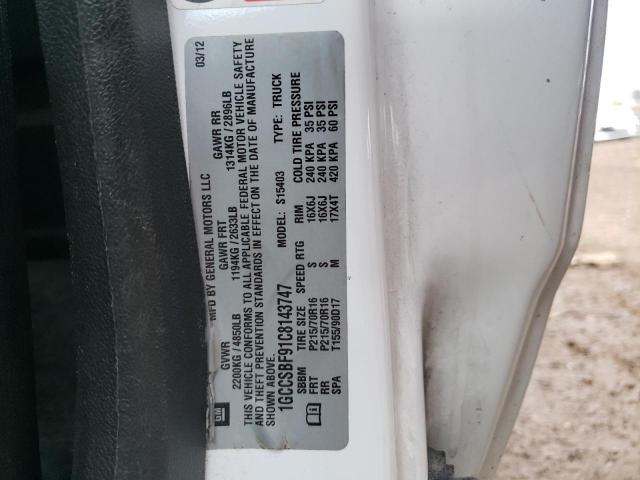 GM
MFD BY GENERAL MOTORS LLC 03/12
GVWR GAWR FRT GAWR RR
2200KG / 4850LB 1194KG / 2633LB 1314KG / 2896LB
THIS VEHICLE CONFORMS TO ALL APPLICABLE FEDERAL MOTOR VEHICLE SAFETY
AND THEFT PREVENTION STANDARDS IN EFFECT ON THE DATE OF MANUFACTURE
SHOWN ABOVE.
1GCCSBF91C8143747 MODEL: S15403 TYPE: TRUCK
SBBM TIRE SIZE SPEED RTG RIM COLD TIRE PRESSURE
FRT P215/70R16 S 16X6J 240 KPA 35 PSI
RR P215/70R16 S 16X6J 240 KPA 35 PSI
SPA T155/90D17 M 17X4T 420 KPA 60 PSI